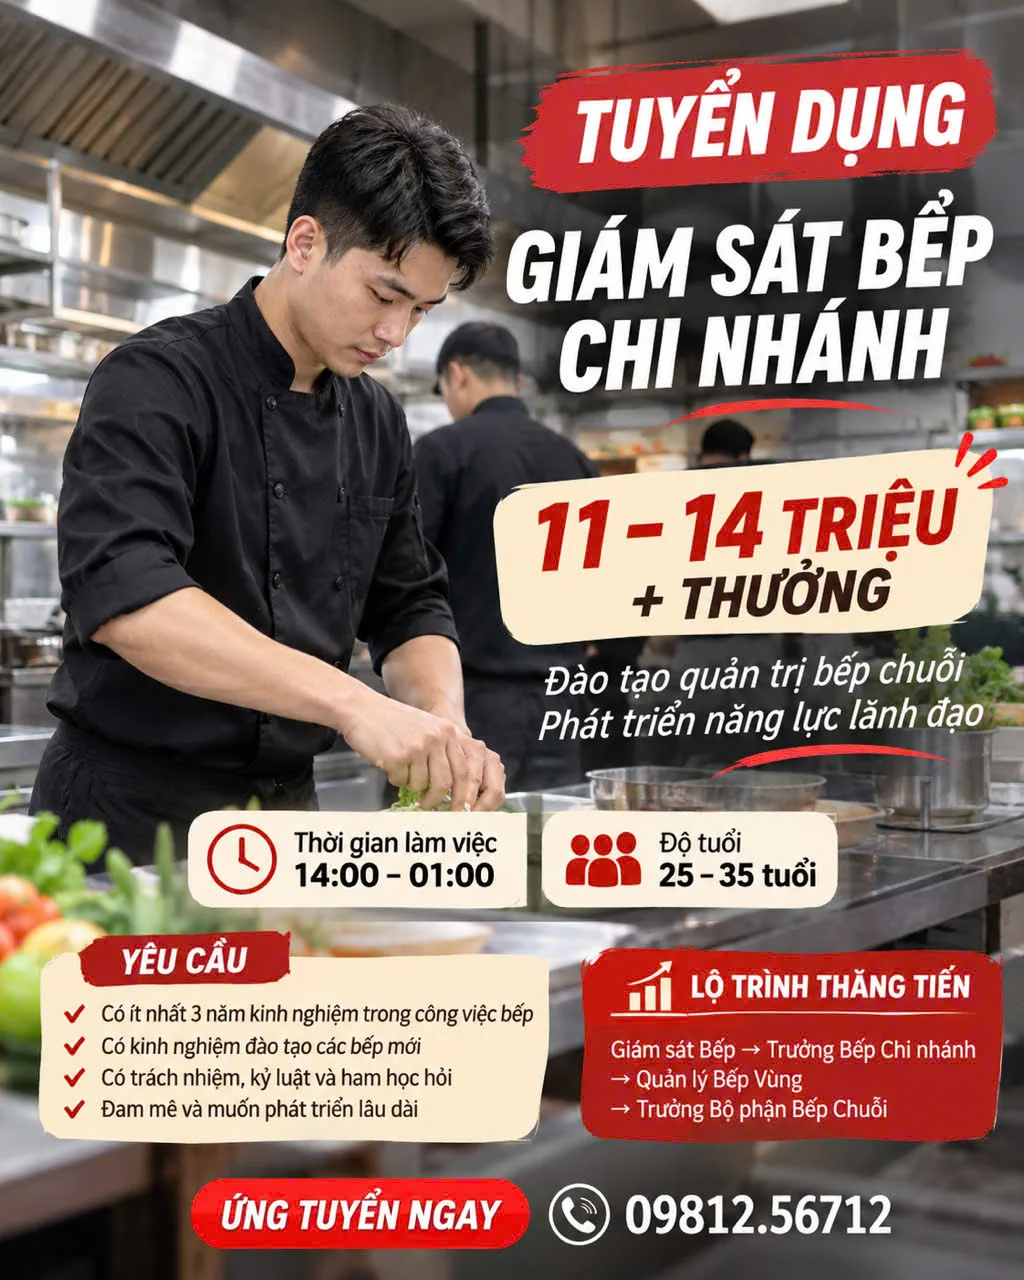 TUYỂN DỤNG
GIÁM SÁT BẾP
CHI NHÁNH
11 – 14 TRIỆU
+ THƯỞNG
Đào tạo quản trị bếp chuỗi
Phát triển năng lực lãnh đạo
Thời gian làm việc
14:00 – 01:00
Độ tuổi
25 – 35 tuổi
YÊU CẦU
Có ít nhất 3 năm kinh nghiệm trong công việc bếp
Có kinh nghiệm đào tạo các bếp mới
Có trách nhiệm, kỷ luật và ham học hỏi
Đam mê và muốn phát triển lâu dài
LỘ TRÌNH THĂNG TIẾN
Giám sát Bếp → Trưởng Bếp Chi nhánh
→ Quản lý Bếp Vùng
→ Trưởng Bộ phận Bếp Chuỗi
ỨNG TUYỂN NGAY
09812.56712